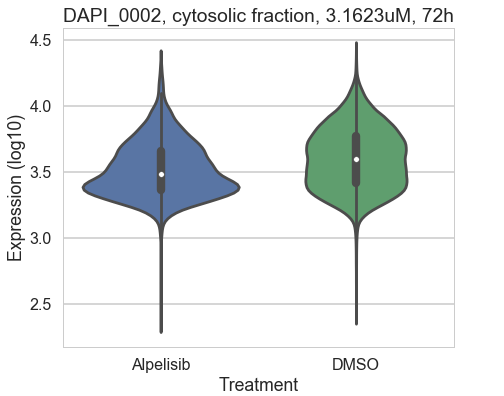 DAPI_0002, cytosolic fraction, 3.1623uM, 72h
4.5
4.0
3.5
3.0
2.5
Expression (log10)
Alpelisib DMSO
Treatment